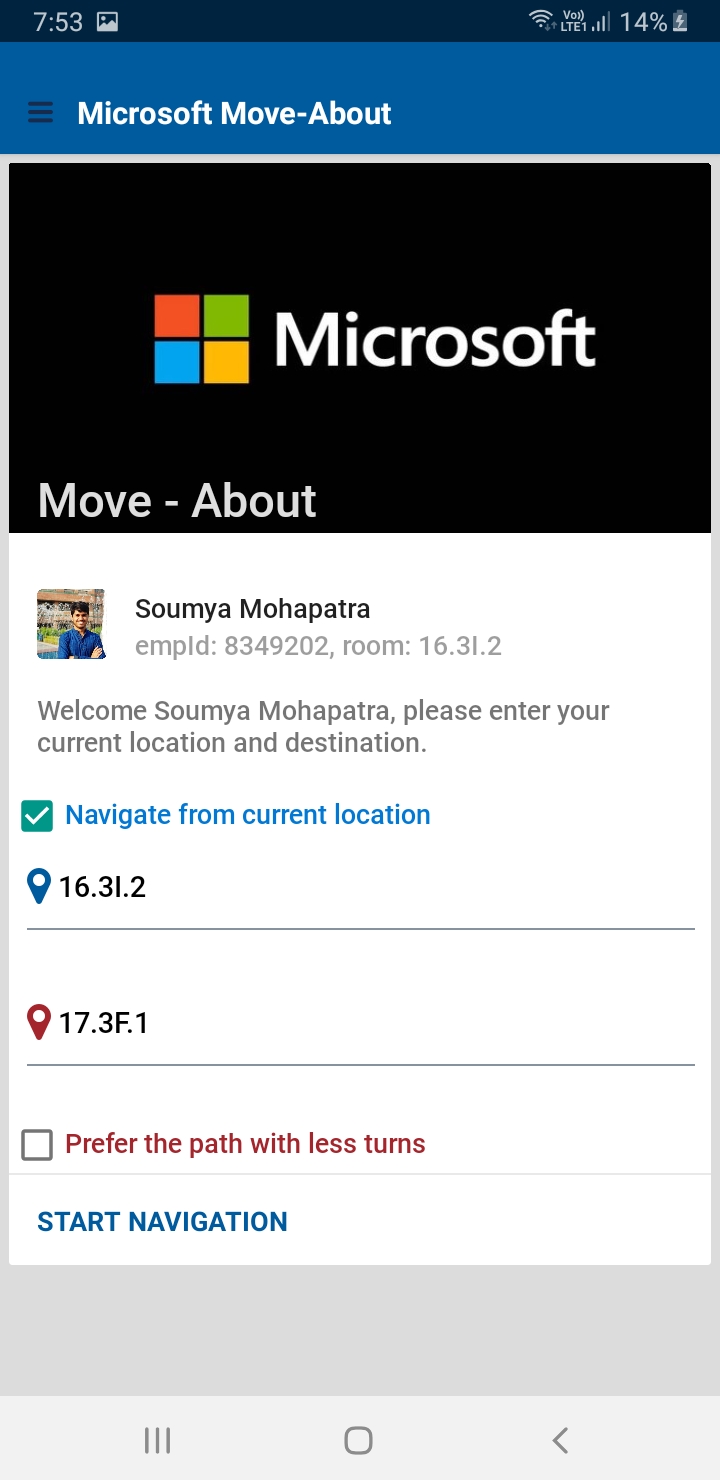 7:53 Vo)) LTE1 14%
Microsoft Move-About
Microsoft
Move - About
Soumya Mohapatra
empId: 8349202, room: 16.3I.2
Welcome Soumya Mohapatra, please enter your
current location and destination.
Navigate from current location
16.3I.2
17.3F.1
Prefer the path with less turns
START NAVIGATION